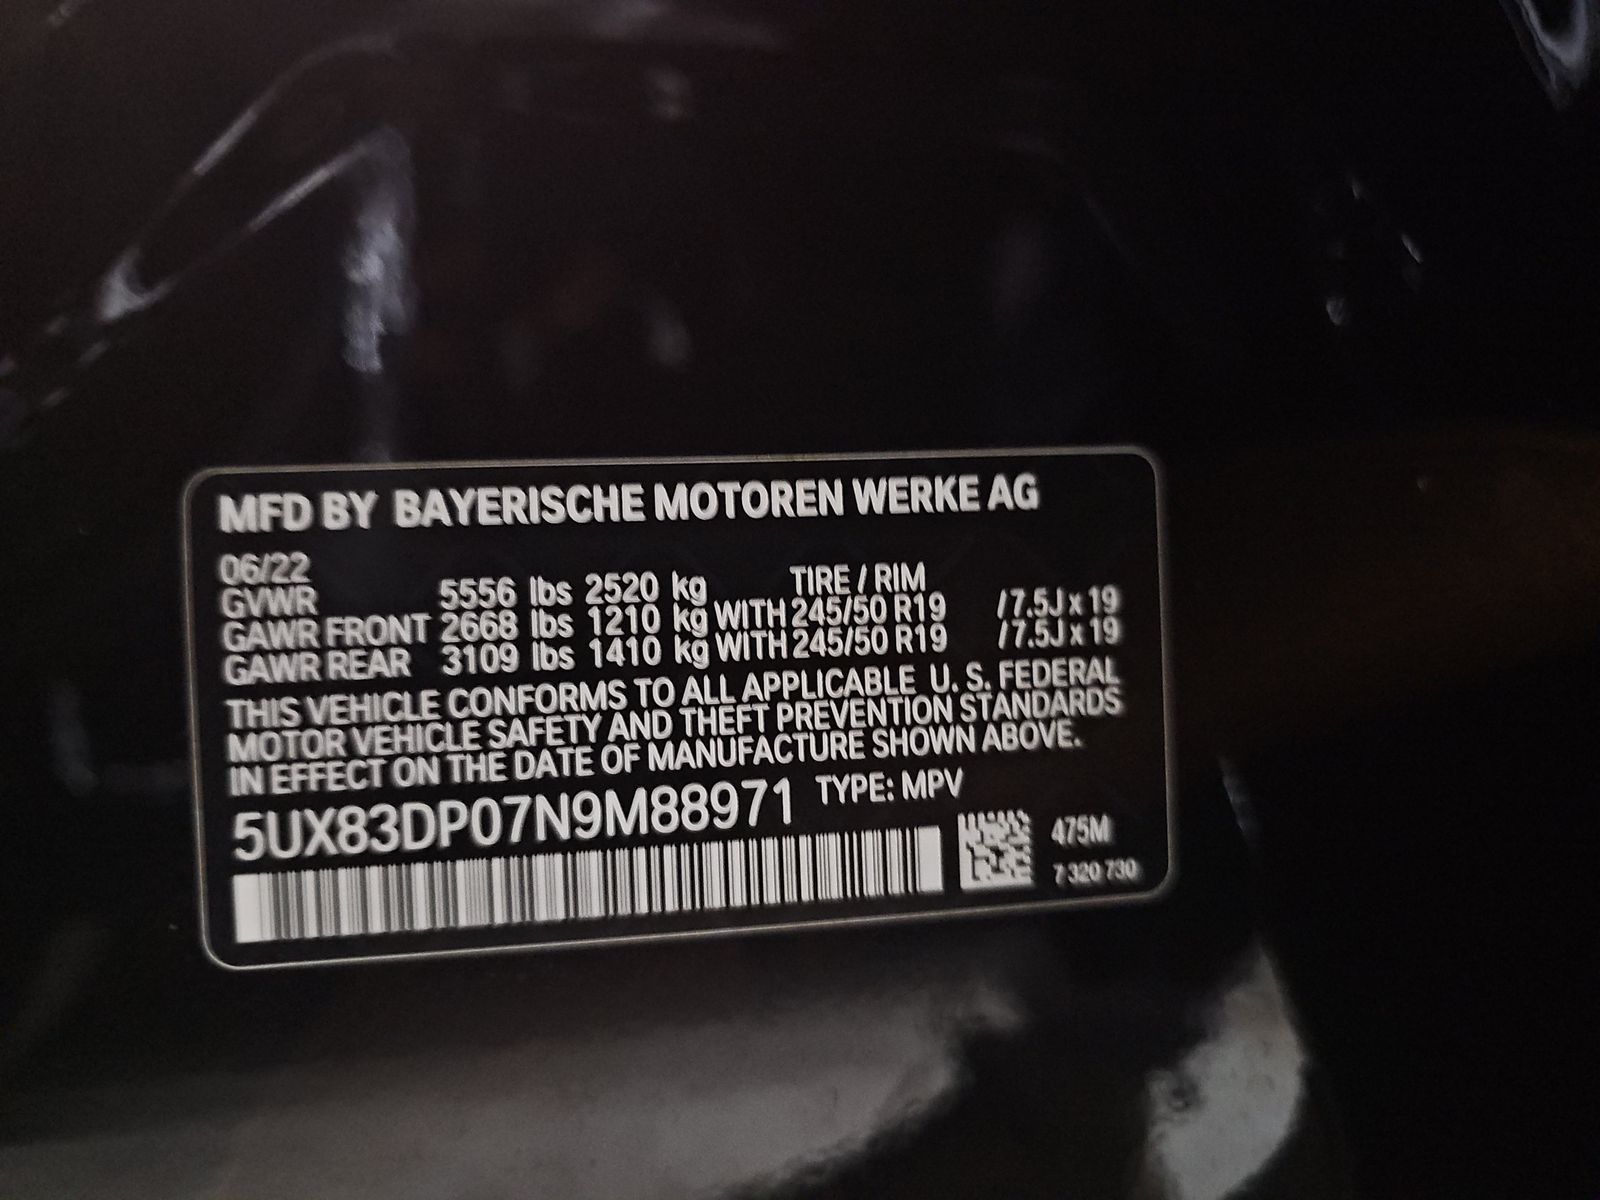 MFD BY BAYERISCHE MOTOREN WERKE AG
06/22
TIRE / RIM
GVWR 5556 lbs 2520 kg
GAWR FRONT 2668 lbs 1210 kg WITH 245/50 R19 / 7.5J x 19
GAWR REAR 3109 lbs 1410 kg WITH 245/50 R19 / 7.5J x 19
THIS VEHICLE CONFORMS TO ALL APPLICABLE U. S. FEDERAL
MOTOR VEHICLE SAFETY AND THEFT PREVENTION STANDARDS
IN EFFECT ON THE DATE OF MANUFACTURE SHOWN ABOVE.
5UX83DP07N9M88971 TYPE: MPV
475M
7 320 730